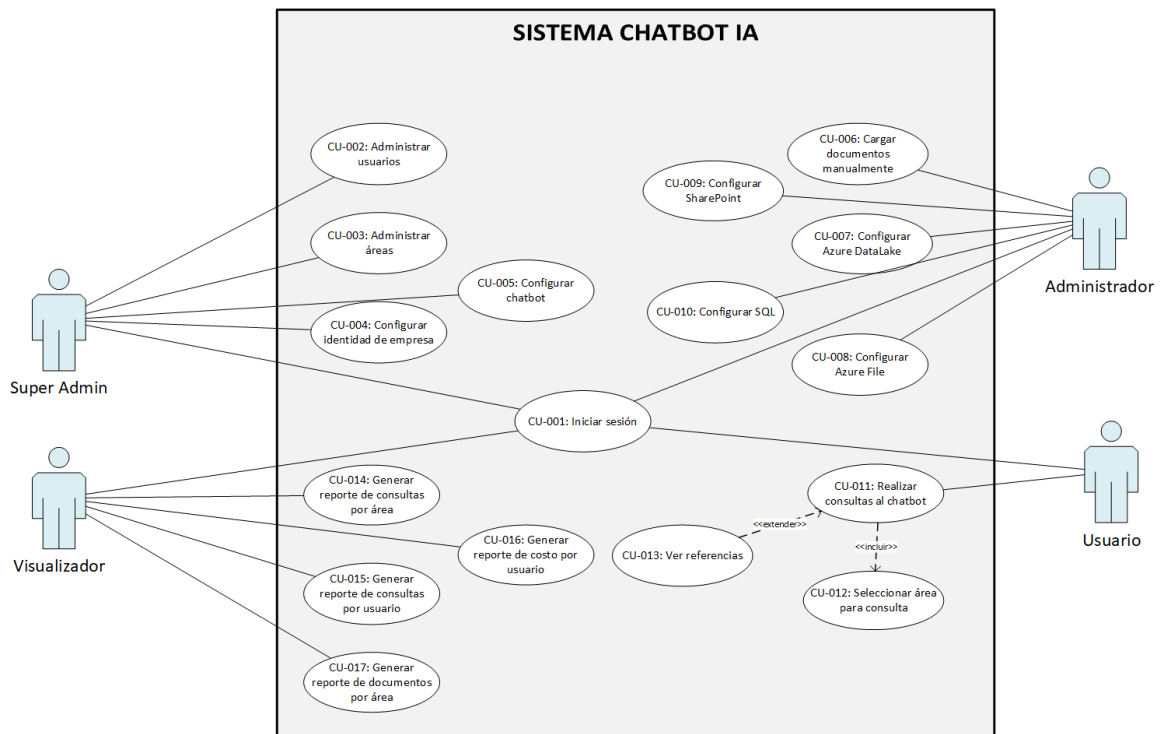 SISTEMA CHATBOT IA
CU-002: Administrar
usuarios
CU-006: Cargar
documentos
manualmente
CU-009: Configurar
SharePoint
CU-003: Administrar
áreas
CU-007: Configurar
Azure DataLake
CU-005: Configurar
chatbot
Administrador
CU-010: Configurar SQL
CU-004: Configurar
identidad de empresa
CU-008: Configurar
Azure File
Super Admin
CU-001: Iniciar sesión
CU-014: Generar
reporte de consultas
por área
CU-011: Realizar
consultas al chatbot
<<extender>>
Usuario
CU-016: Generar
reporte de costo por
usuario
<<incluir>>
CU-013: Ver referencias
Visualizador
CU-015: Generar
reporte de consultas
por usuario
CU-012: Seleccionar área
para consulta
CU-017: Generar
reporte de documentos
por área